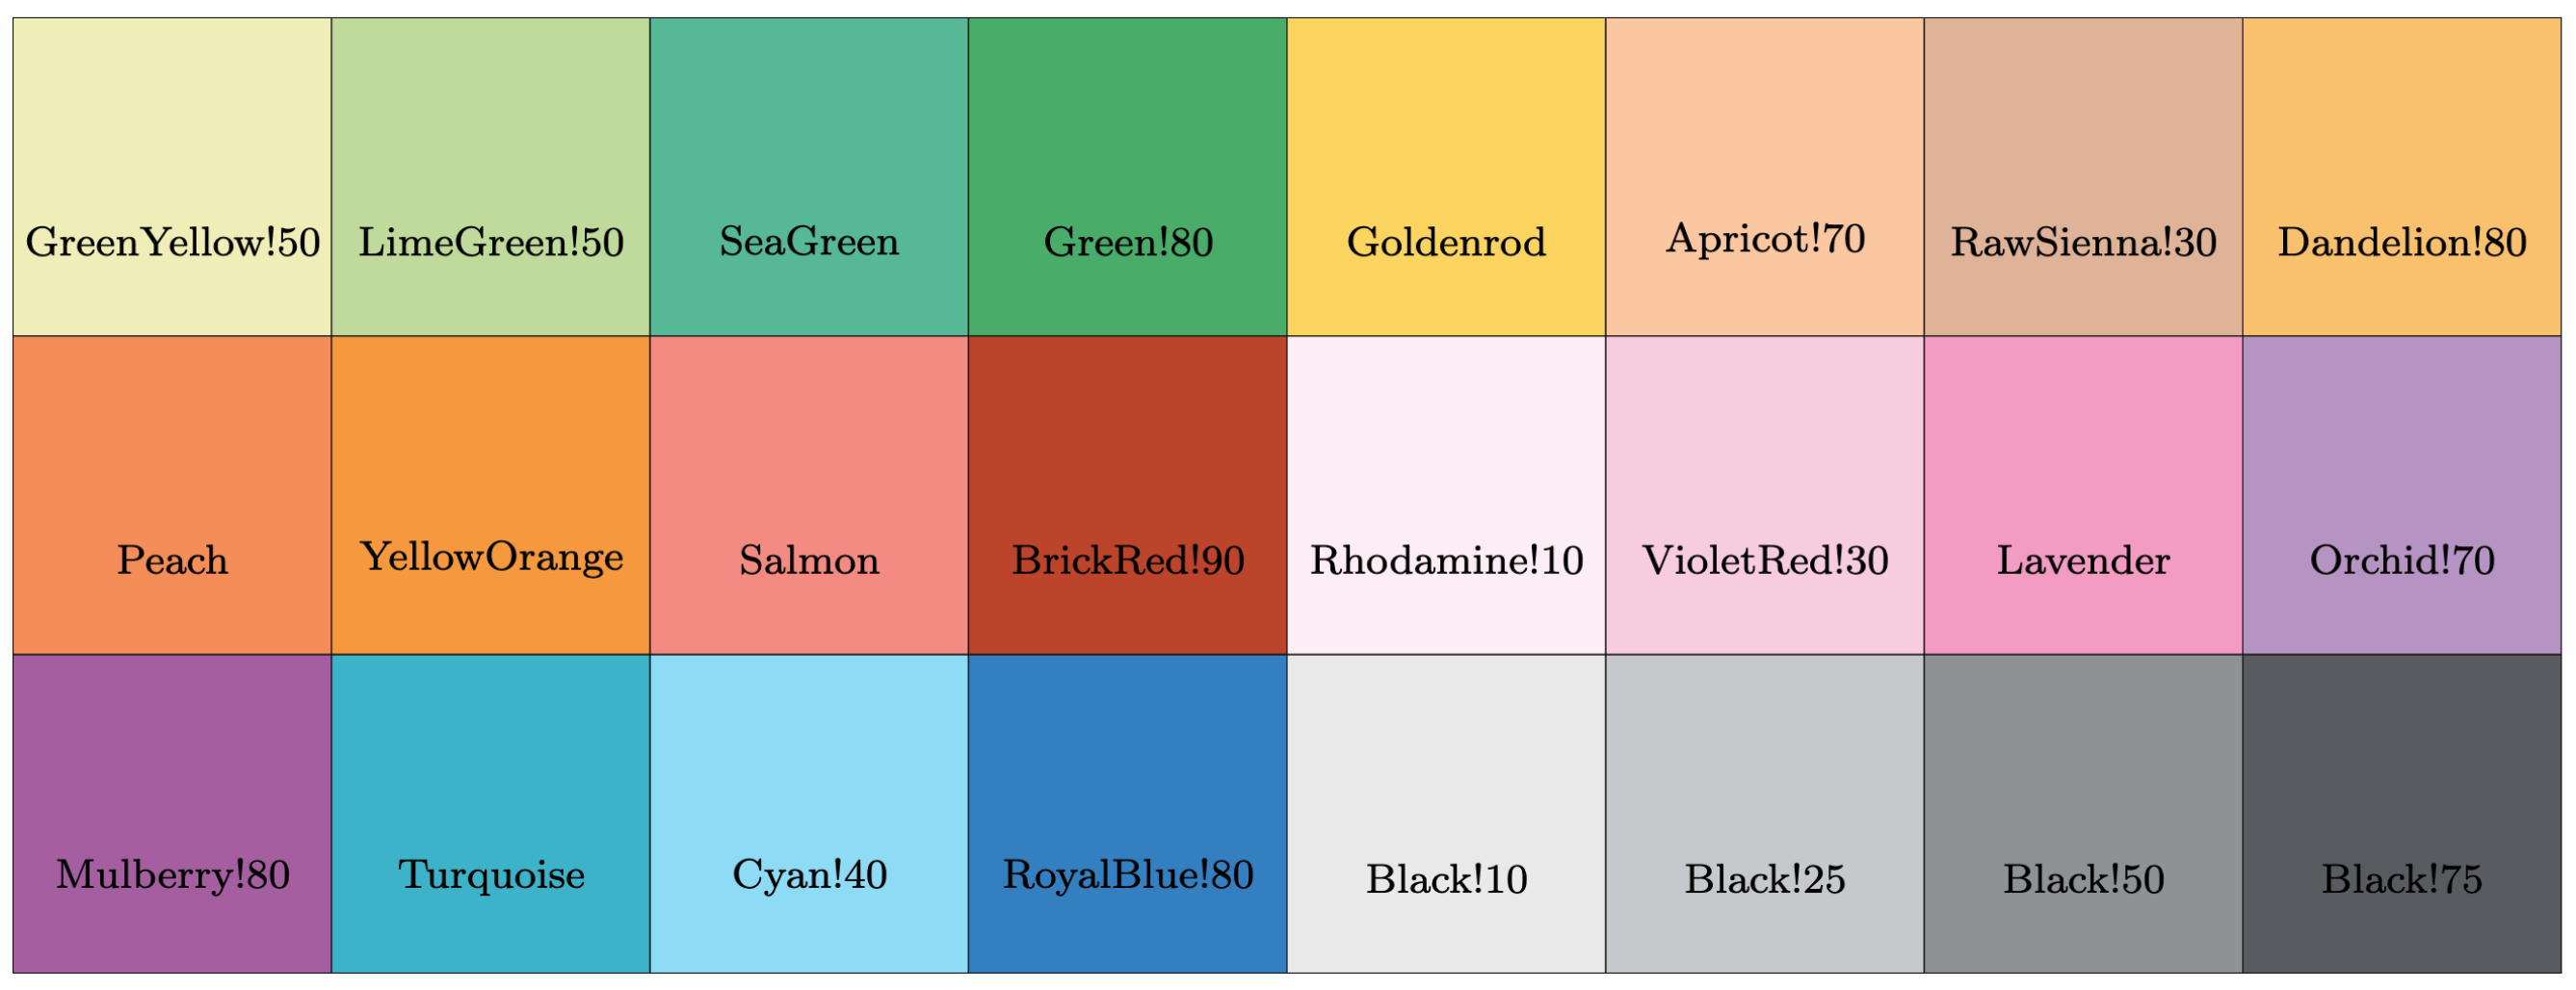 GreenYellow!50 LimeGreen!50 SeaGreen Green!80 Goldenrod Apricot!70 RawSienna!30 Dandelion!80
Peach YellowOrange Salmon BrickRed!90 Rhodamine!10 VioletRed!30 Lavender Orchid!70
Mulberry!80 Turquoise Cyan!40 RoyalBlue!80 Black!10 Black!25 Black!50 Black!75